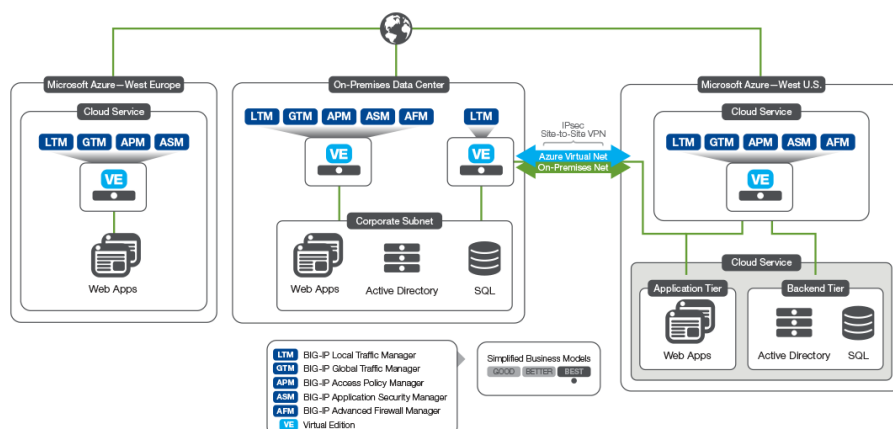 Microsoft Azure—West Europe
Cloud Service
LTM GTM APM ASM
VE
Web Apps
On-Premises Data Center
LTM GTM APM ASM AFM
VE
LTM
VE
Corporate Subnet
Web Apps
Active Directory
SQL
IPsec
Site-to-Site VPN
Azure Virtual Net
On-Premises Net
Microsoft Azure—West U.S.
Cloud Service
LTM GTM APM ASM AFM
VE
Cloud Service
Application Tier
Web Apps
Backend Tier
Active Directory
SQL
LTM BIG-IP Local Traffic Manager
GTM BIG-IP Global Traffic Manager
APM BIG-IP Access Policy Manager
ASM BIG-IP Application Security Manager
AFM BIG-IP Advanced Firewall Manager
VE Virtual Edition
Simplified Business Models
GOOD BETTER BEST